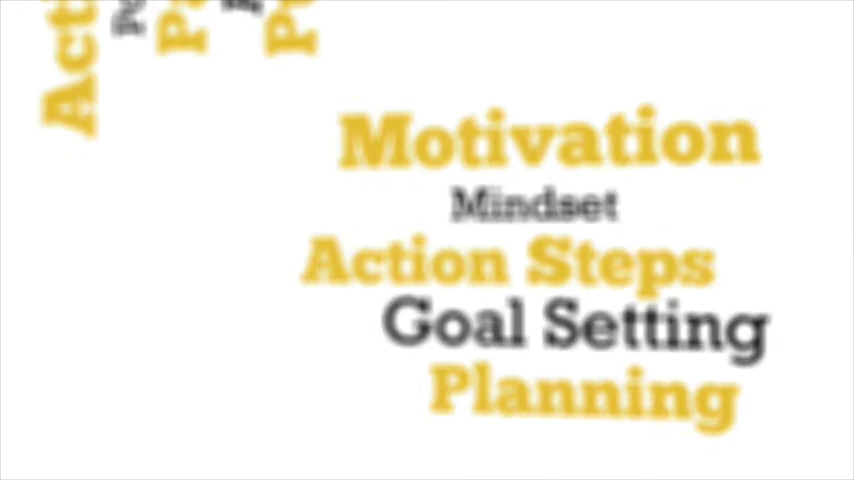 Motivation
Mindset
Action Steps
Goal Setting
Planning